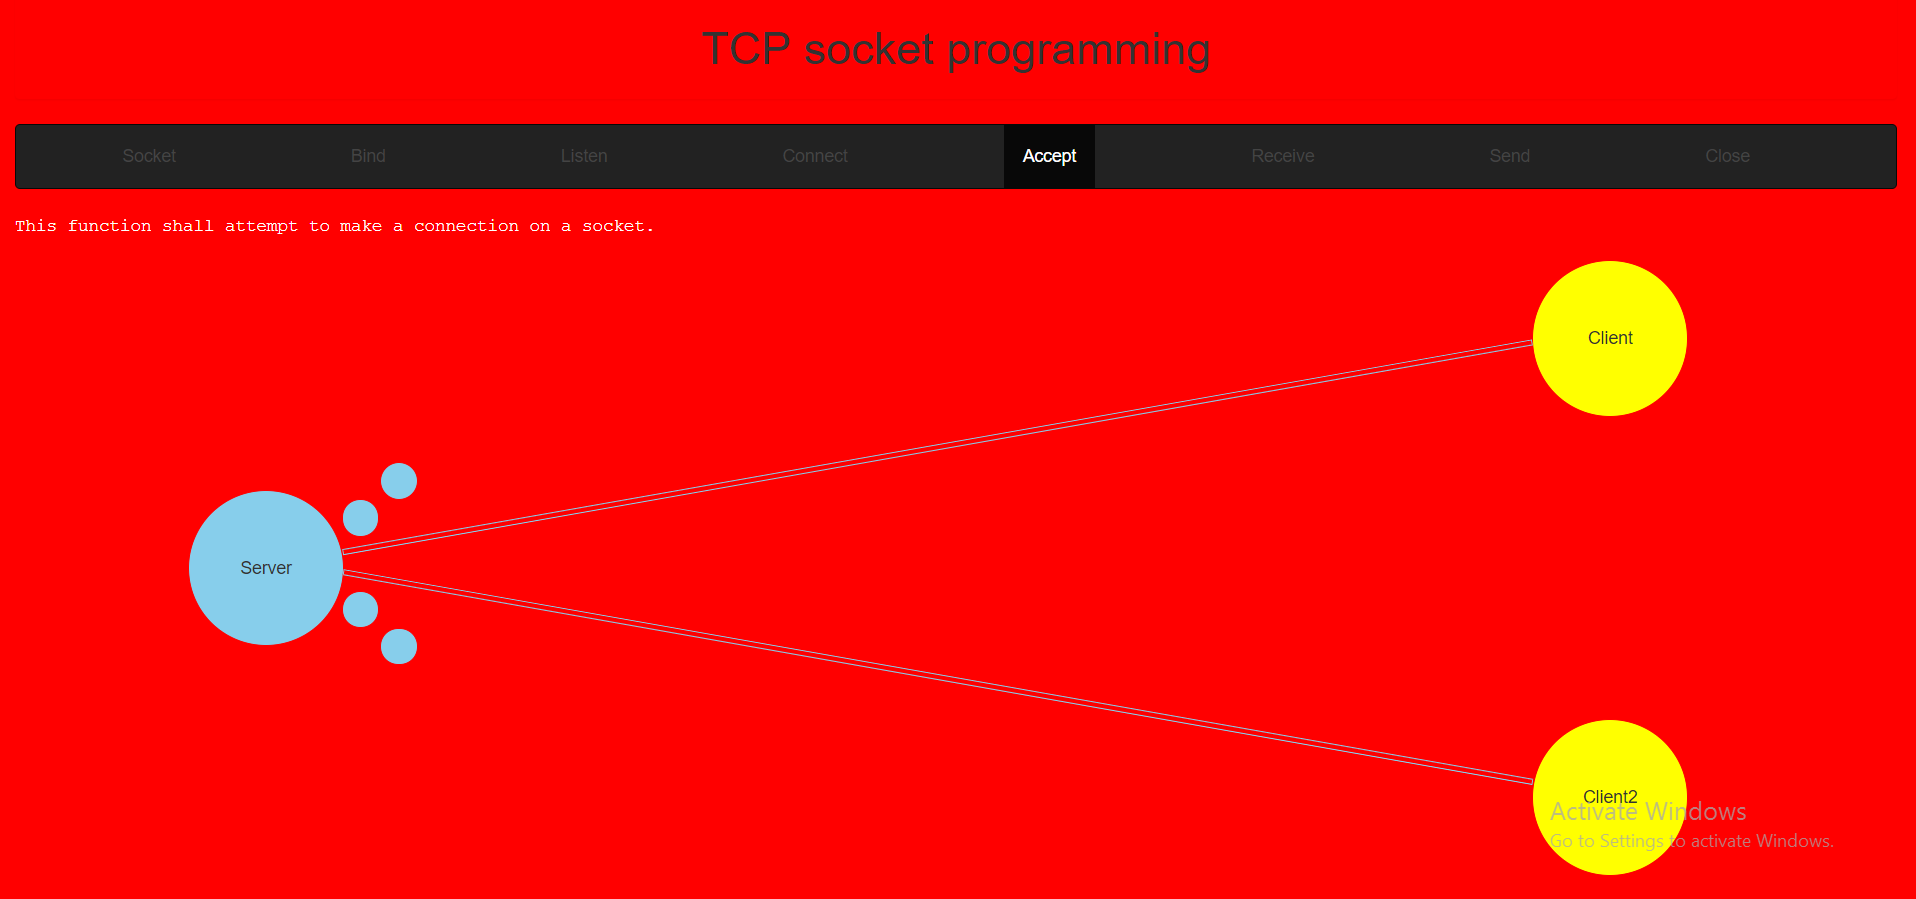 TCP socket programming
Socket Bind Listen Connect Accept Receive Send Close
This function shall attempt to make a connection on a socket.
Client
Server
Client2
Activate Windows
Go to Settings to activate Windows.